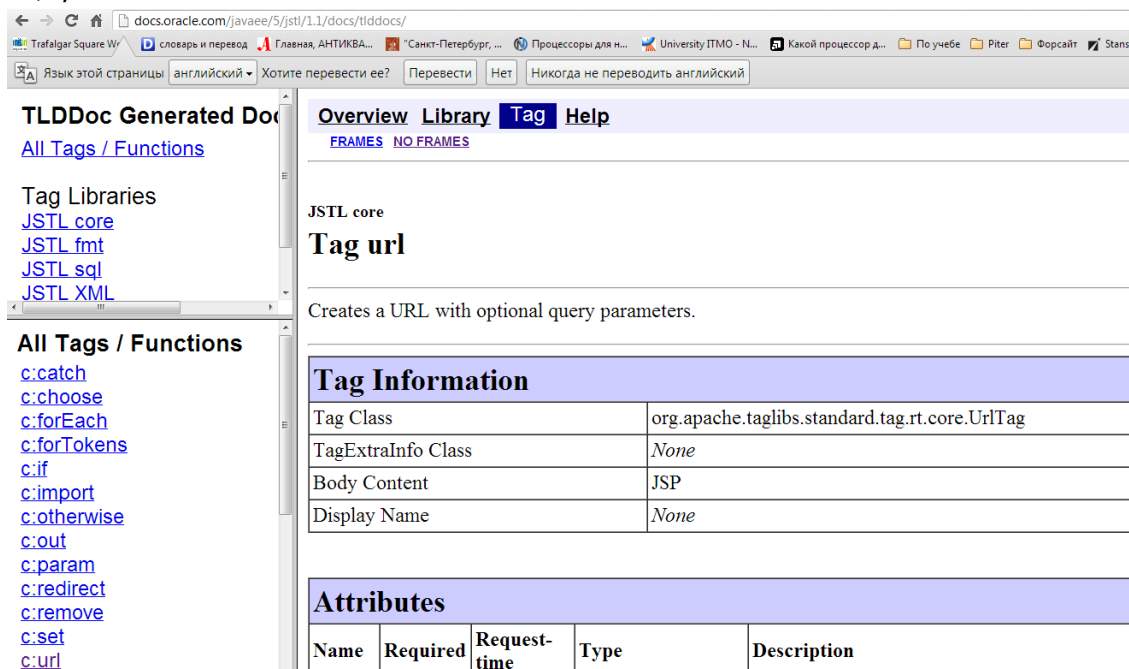 docs.oracle.com/javaee/5/jstl/1.1/docs/tlddocs/
Trafalgar Square W словарь и перевод Главная, АНТИКВА... "Санкт-Петербург, ... Процессоры для н... University ITMO - N... Какой процессор д... По учебе Piter Форсайт Stans
Язык этой страницы английский Хотите перевести ее? Перевести Нет Никогда не переводить английский
TLDDoc Generated Doc
All Tags / Functions
Tag Libraries
JSTL core
JSTL fmt
JSTL sql
JSTL XML
All Tags / Functions
c:catch
c:choose
c:forEach
c:forTokens
c:if
c:import
c:otherwise
c:out
c:param
c:redirect
c:remove
c:set
c:url
Overview Library Tag Help
FRAMES NO FRAMES
JSTL core
Tag url
Creates a URL with optional query parameters.
Tag Information
Tag Class org.apache.taglibs.standard.tag.rt.core.UrlTag
TagExtraInfo Class None
Body Content JSP
Display Name None
Attributes
Name Required Request-time Type Description